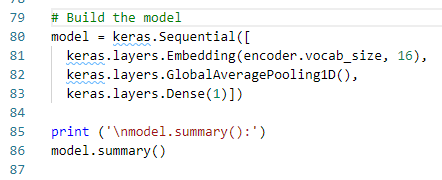 79 # Build the model
80 model = keras.Sequential([
81   keras.layers.Embedding(encoder.vocab_size, 16),
82   keras.layers.GlobalAveragePooling1D(),
83   keras.layers.Dense(1)])
84
85 print ('\nmodel.summary():')
86 model.summary()
87